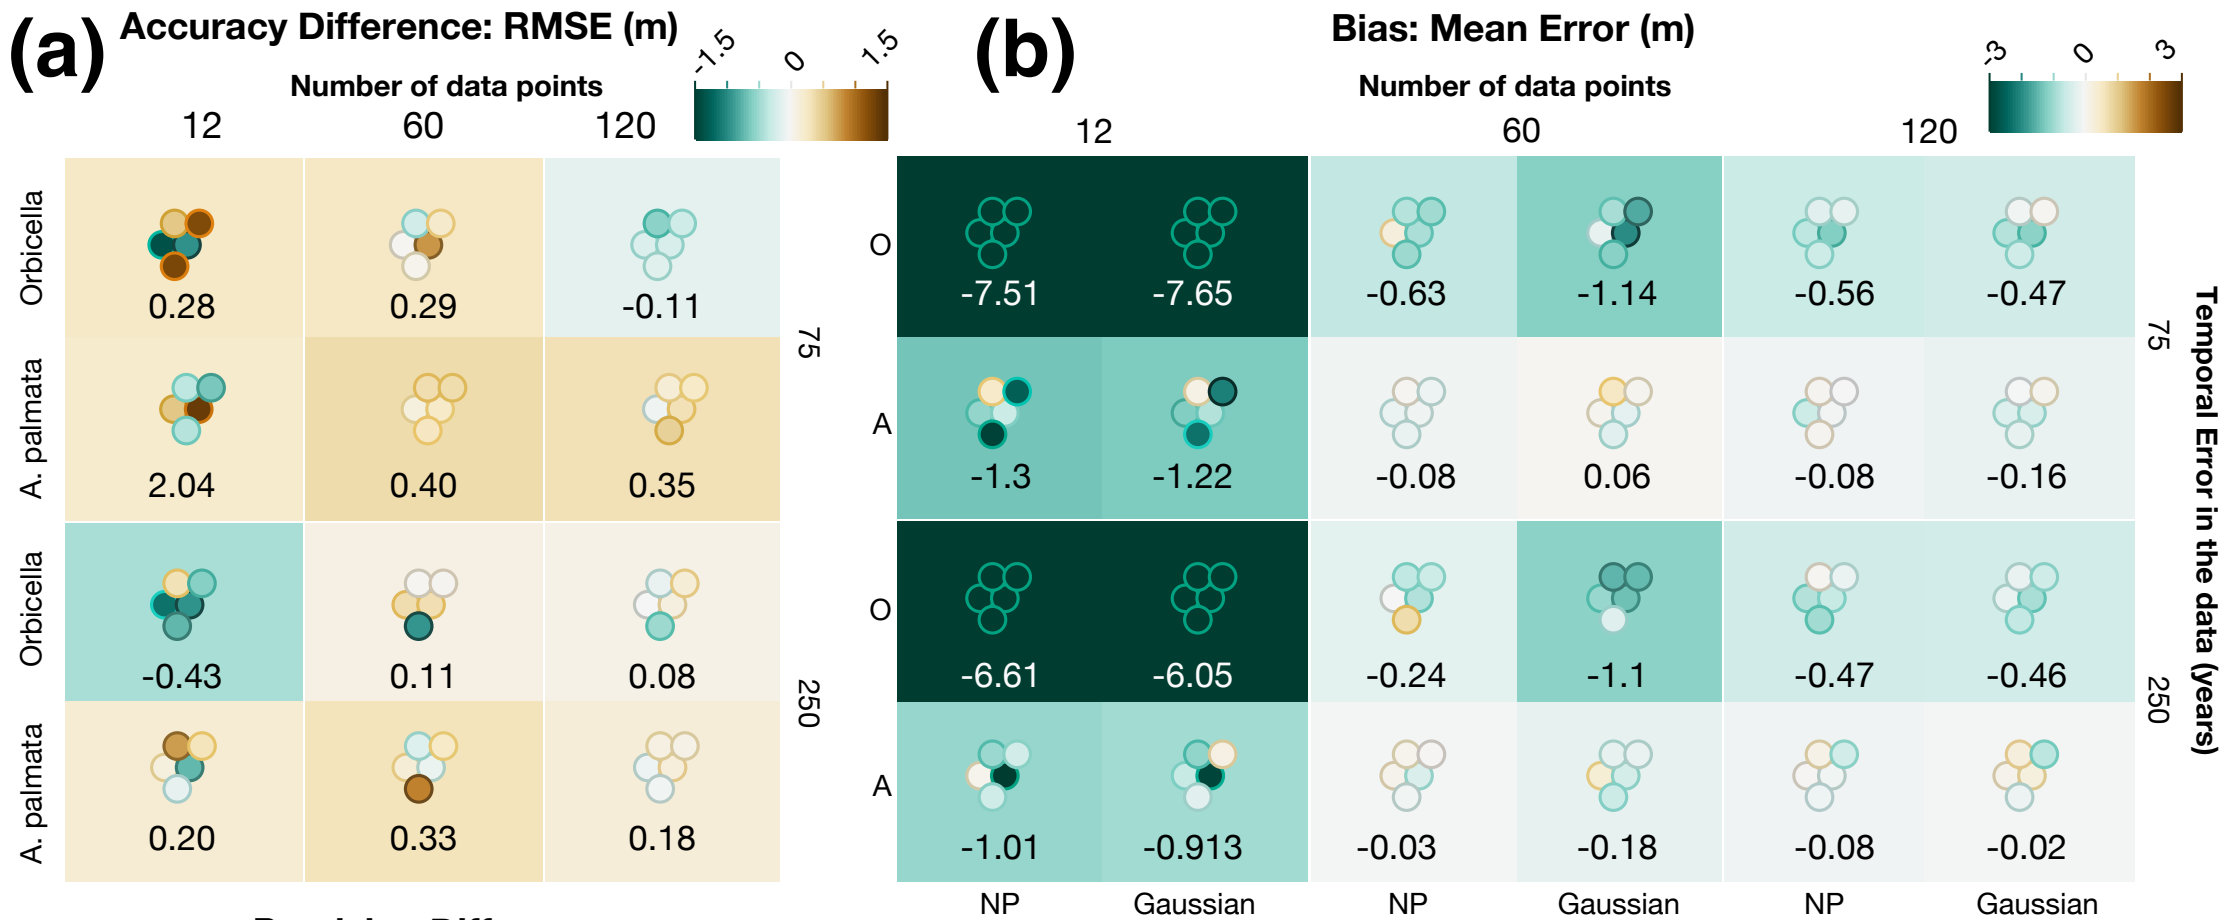 (a) Accuracy Difference: RMSE (m)
-1.5 0 1.5
Number of data points
12 60 120
Orbicella 0.28 0.29 -0.11
75
A. palmata 2.04 0.40 0.35
Orbicella -0.43 0.11 0.08
250
A. palmata 0.20 0.33 0.18
(b) Bias: Mean Error (m)
-3 0 3
Number of data points
12 60 120
O -7.51 -7.65 -0.63 -1.14 -0.56 -0.47
75
A -1.3 -1.22 -0.08 0.06 -0.08 -0.16
O -6.61 -6.05 -0.24 -1.1 -0.47 -0.46
250
A -1.01 -0.913 -0.03 -0.18 -0.08 -0.02
NP Gaussian NP Gaussian NP Gaussian
Temporal Error in the data (years)